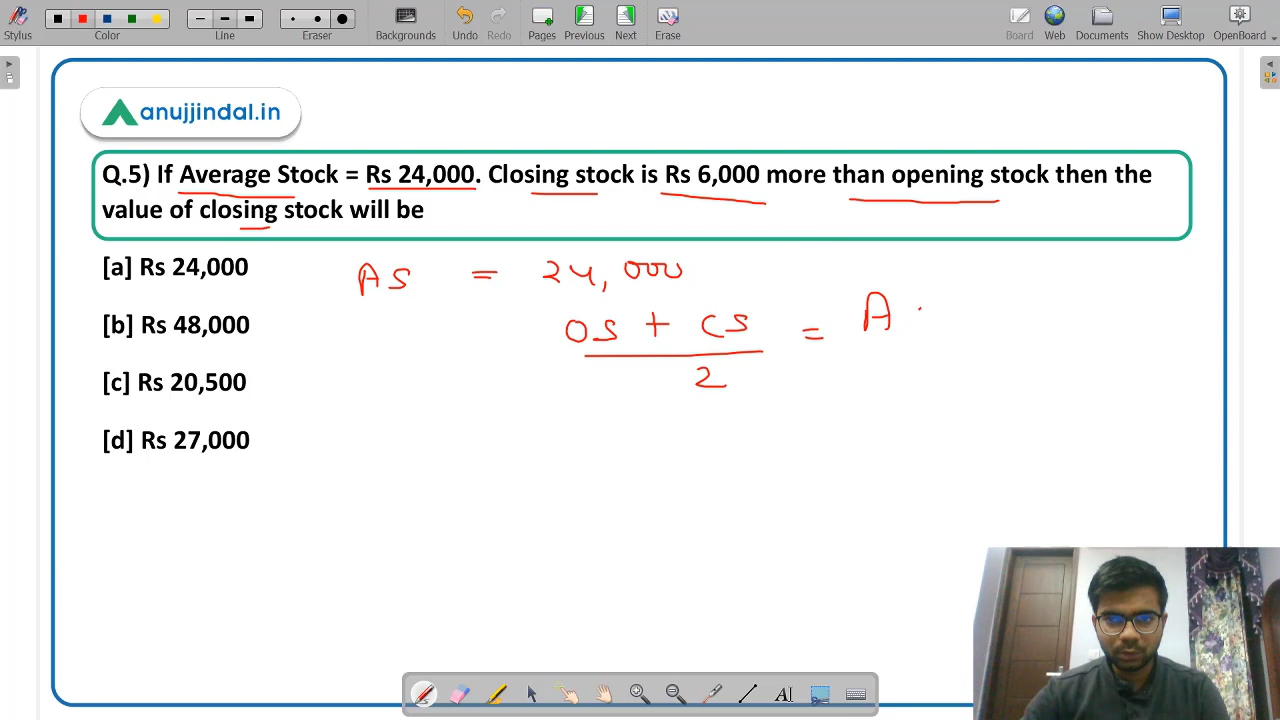 Stylus Color Line Eraser Backgrounds Undo Redo Pages Previous Next Erase Board Web Documents Show Desktop OpenBoard
anujjindal.in
Q.5) If Average Stock = Rs 24,000. Closing stock is Rs 6,000 more than opening stock then the
value of closing stock will be
[a] Rs 24,000
AS = 24,000
[b] Rs 48,000
OS + CS = A
2
[c] Rs 20,500
[d] Rs 27,000